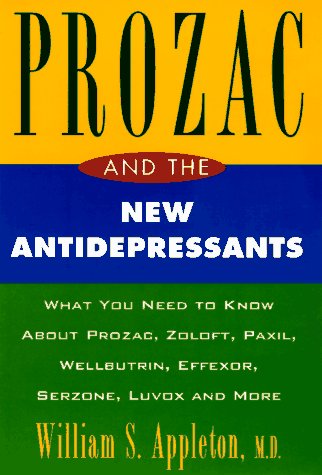 PROZAC
AND THE
NEW
ANTIDEPRESSANTS
WHAT YOU NEED TO KNOW
ABOUT PROZAC, ZOLOFT, PAXIL,
WELLBUTRIN, EFFEXOR,
SERZONE, LUVOX AND MORE
William S. Appleton, M.D.